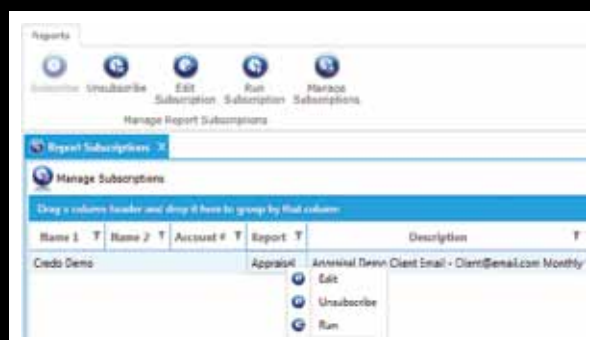 Reports
Subscribe Unsubscribe Edit Subscription Run Subscription Manage Subscriptions
Manage Report Subscriptions
Report Subscriptions X
Manage Subscriptions
Drag a column header and drop it here to group by that column
Name 1 Name 2 Account # Report Description
Credo Demo Appraisal Appraisal Demo Client Email - Client@email.com Monthly
Edit
Unsubscribe
Run